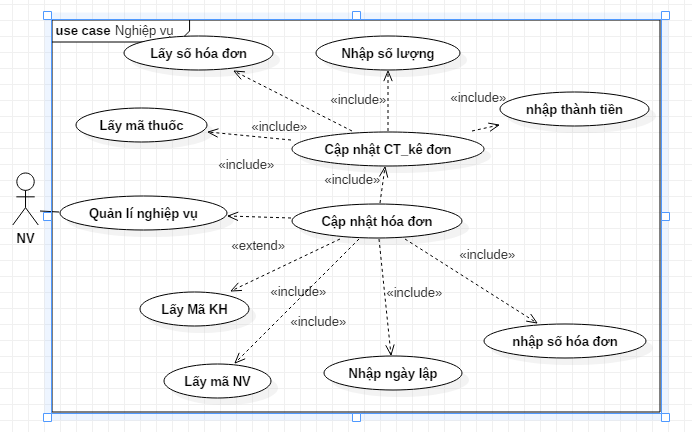 use case Nghiệp vụ
Lấy số hóa đơn
Nhập số lượng
«include»
«include»
nhập thành tiền
Lấy mã thuốc
«include»
Cập nhật CT_kê đơn
«include»
«include»
NV
Quản lí nghiệp vụ
Cập nhật hóa đơn
«extend»
«include»
«include»
«include»
«include»
Lấy Mã KH
nhập số hóa đơn
Lấy mã NV
Nhập ngày lập